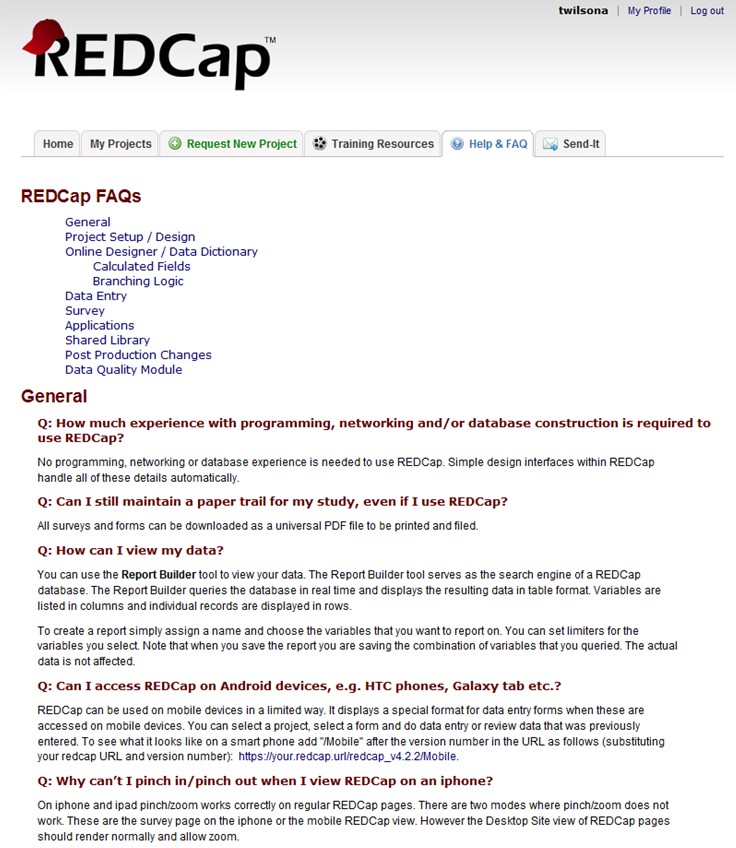 twilsona | My Profile | Log out
REDCap™
Home My Projects Request New Project Training Resources Help & FAQ Send-It
REDCap FAQs
General
Project Setup / Design
Online Designer / Data Dictionary
Calculated Fields
Branching Logic
Data Entry
Survey
Applications
Shared Library
Post Production Changes
Data Quality Module
General
Q: How much experience with programming, networking and/or database construction is required to
use REDCap?
No programming, networking or database experience is needed to use REDCap. Simple design interfaces within REDCap
handle all of these details automatically.
Q: Can I still maintain a paper trail for my study, even if I use REDCap?
All surveys and forms can be downloaded as a universal PDF file to be printed and filed.
Q: How can I view my data?
You can use the Report Builder tool to view your data. The Report Builder tool serves as the search engine of a REDCap
database. The Report Builder queries the database in real time and displays the resulting data in table format. Variables are
listed in columns and individual records are displayed in rows.
To create a report simply assign a name and choose the variables that you want to report on. You can set limiters for the
variables you select. Note that when you save the report you are saving the combination of variables that you queried. The actual
data is not affected.
Q: Can I access REDCap on Android devices, e.g. HTC phones, Galaxy tab etc.?
REDCap can be used on mobile devices in a limited way. It displays a special format for data entry forms when these are
accessed on mobile devices. You can select a project, select a form and do data entry or review data that was previously
entered. To see what it looks like on a smart phone add "/Mobile" after the version number in the URL as follows (substituting
your redcap URL and version number): https://your.redcap.url/redcap_v4.2.2/Mobile.
Q: Why can't I pinch in/pinch out when I view REDCap on an iphone?
On iphone and ipad pinch/zoom works correctly on regular REDCap pages. There are two modes where pinch/zoom does not
work. These are the survey page on the iphone or the mobile REDCap view. However the Desktop Site view of REDCap pages
should render normally and allow zoom.